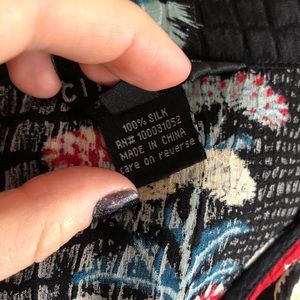 100% SILK
RN# 100031052
MADE IN CHINA
care on reverse